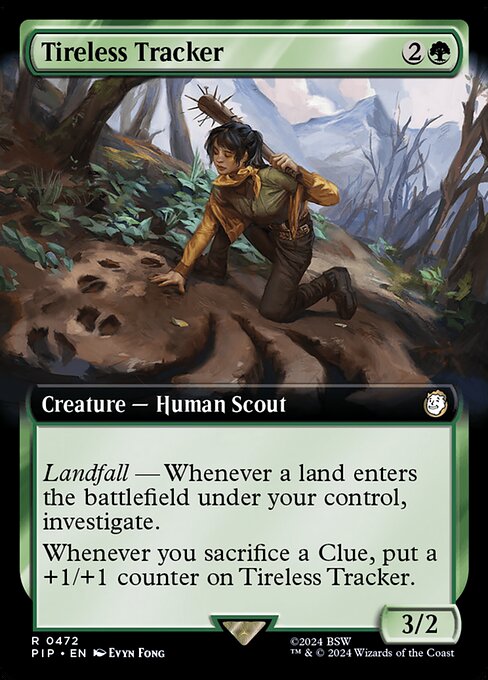 Tireless Tracker 2
Creature — Human Scout
Landfall — Whenever a land enters
the battlefield under your control,
investigate.
Whenever you sacrifice a Clue, put a
+1/+1 counter on Tireless Tracker.
3/2
R 0472
PIP • EN Evyn Fong
©2024 BSW
™ & © 2024 Wizards of the Coast